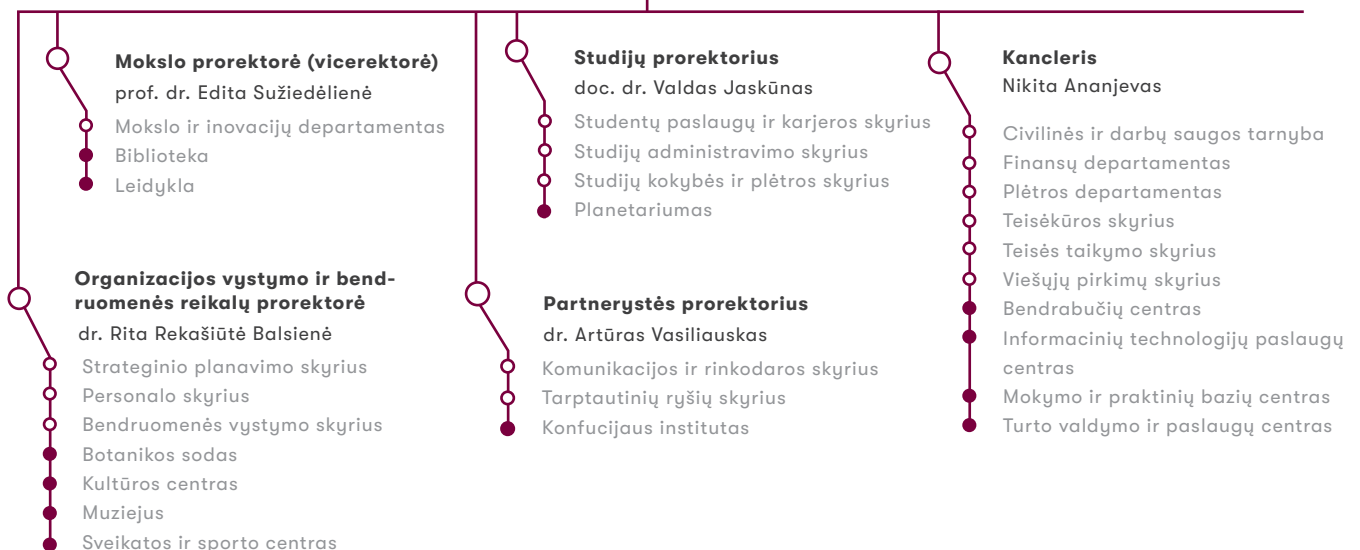 Mokslo prorektorė (vicerektorė)
prof. dr. Edita Sužiedėlienė
Mokslo ir inovacijų departamentas
Biblioteka
Leidykla
Organizacijos vystymo ir bend-
ruomenės reikalų prorektorė
dr. Rita Rekašiūtė Balsienė
Strateginio planavimo skyrius
Personalo skyrius
Bendruomenės vystymo skyrius
Botanikos sodas
Kultūros centras
Muziejus
Sveikatos ir sporto centras
Studijų prorektorius
doc. dr. Valdas Jaskūnas
Studentų paslaugų ir karjeros skyrius
Studijų administravimo skyrius
Studijų kokybės ir plėtros skyrius
Planetariumas
Partnerystės prorektorius
dr. Artūras Vasiliauskas
Komunikacijos ir rinkodaros skyrius
Tarptautinių ryšių skyrius
Konfucijaus institutas
Kancleris
Nikita Ananjevas
Civilinės ir darbų saugos tarnyba
Finansų departamentas
Plėtros departamentas
Teisėkūros skyrius
Teisės taikymo skyrius
Viešųjų pirkimų skyrius
Bendrabučių centras
Informacinių technologijų paslaugų
centras
Mokymo ir praktinių bazių centras
Turto valdymo ir paslaugų centras